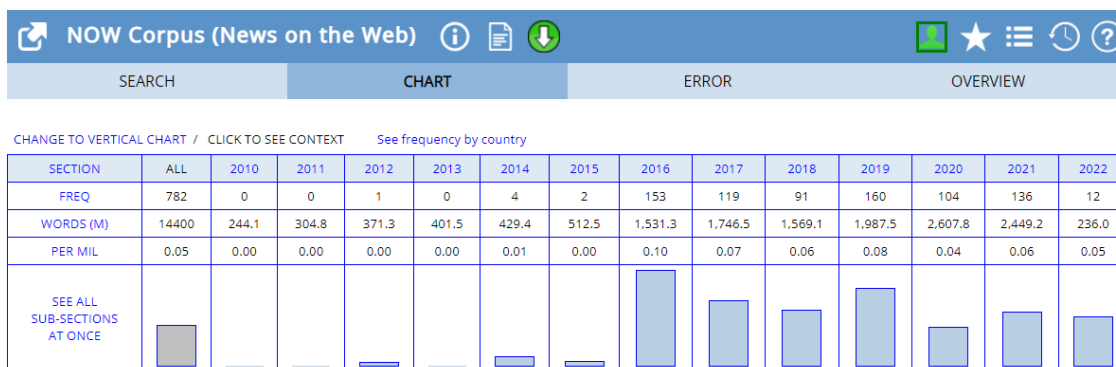 NOW Corpus (News on the Web)
SEARCH CHART ERROR OVERVIEW
CHANGE TO VERTICAL CHART / CLICK TO SEE CONTEXT See frequency by country
SECTION ALL 2010 2011 2012 2013 2014 2015 2016 2017 2018 2019 2020 2021 2022
FREQ 782 0 0 1 0 4 2 153 119 91 160 104 136 12
WORDS (M) 14400 244.1 304.8 371.3 401.5 429.4 512.5 1,531.3 1,746.5 1,569.1 1,987.5 2,607.8 2,449.2 236.0
PER MIL 0.05 0.00 0.00 0.00 0.00 0.01 0.00 0.10 0.07 0.06 0.08 0.04 0.06 0.05
SEE ALL
SUB-SECTIONS
AT ONCE